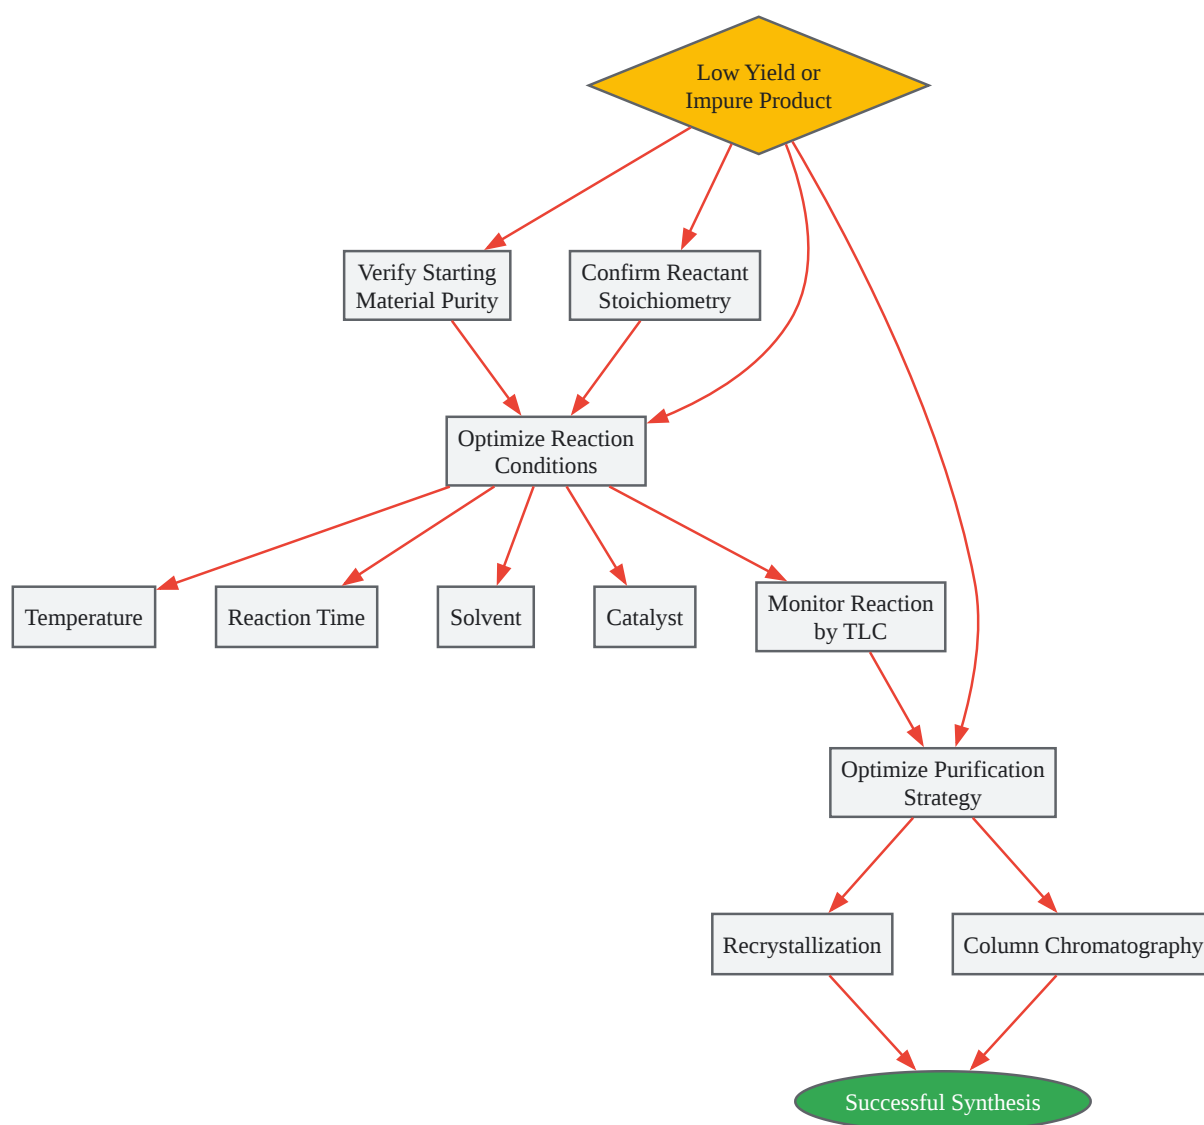 Low Yield or
Impure Product
Verify Starting
Material Purity
Confirm Reactant
Stoichiometry
Optimize Reaction
Conditions
Temperature
Reaction Time
Solvent
Catalyst
Monitor Reaction
by TLC
Optimize Purification
Strategy
Recrystallization
Column Chromatography
Successful Synthesis